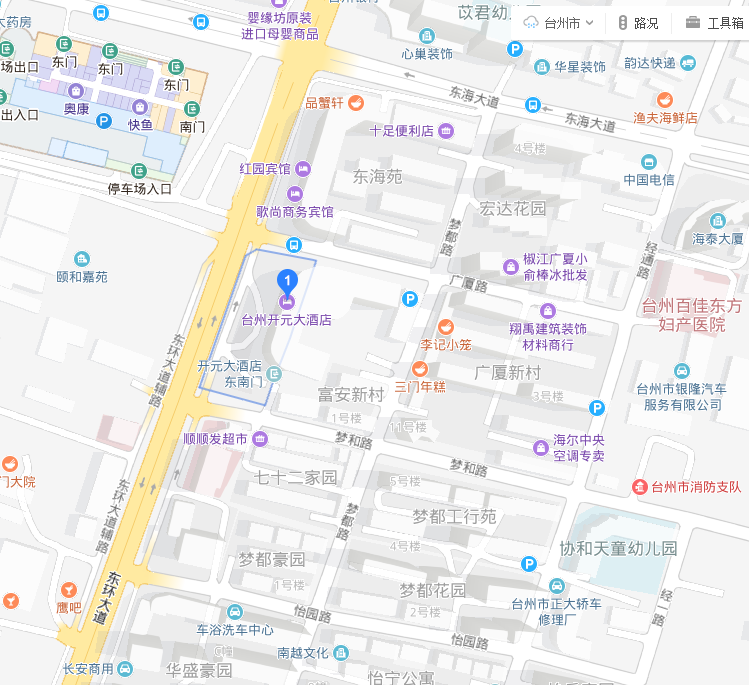 台州银行
苡君幼儿园
大药房
婴缘坊原装
进口母婴商品
台州市
路况
工具箱
心巢装饰
华星装饰
韵达快递
场出口
东门
东门
东门
出入口
奥康
快鱼
南门
停车场入口
品蟹轩
东海大道
东海大道
渔夫海鲜店
十足便利店
4号楼
中国电信
红园宾馆
东海苑
歌尚商务宾馆
宏达花园
梦都路
海泰大厦
经通路
颐和嘉苑
椒江广夏小
俞棒冰批发
广厦路
1
台州开元大酒店
台州百佳东方
妇产医院
翔禹建筑装饰
材料商行
李记小笼
东环大道辅路
开元大酒店
东南门
三门年糕
广厦新村
富安新村
3号楼
台州市银隆汽车
服务有限公司
1号楼
11号楼
顺顺发超市
梦和路
海尔中央
空调专卖
门大院
七十二家园
梦和路
5号楼
台州市消防支队
东环大道辅路
梦都路
梦都工行苑
4号楼
协和天童幼儿园
梦都豪园
1号楼
东环大道
梦都花园
2号楼
台州市正大轿车
修理厂
经一路
鹰吧
怡园路
车浴洗车中心
怡园路
南越文化
长安商用
华盛豪园
怡宁公寓